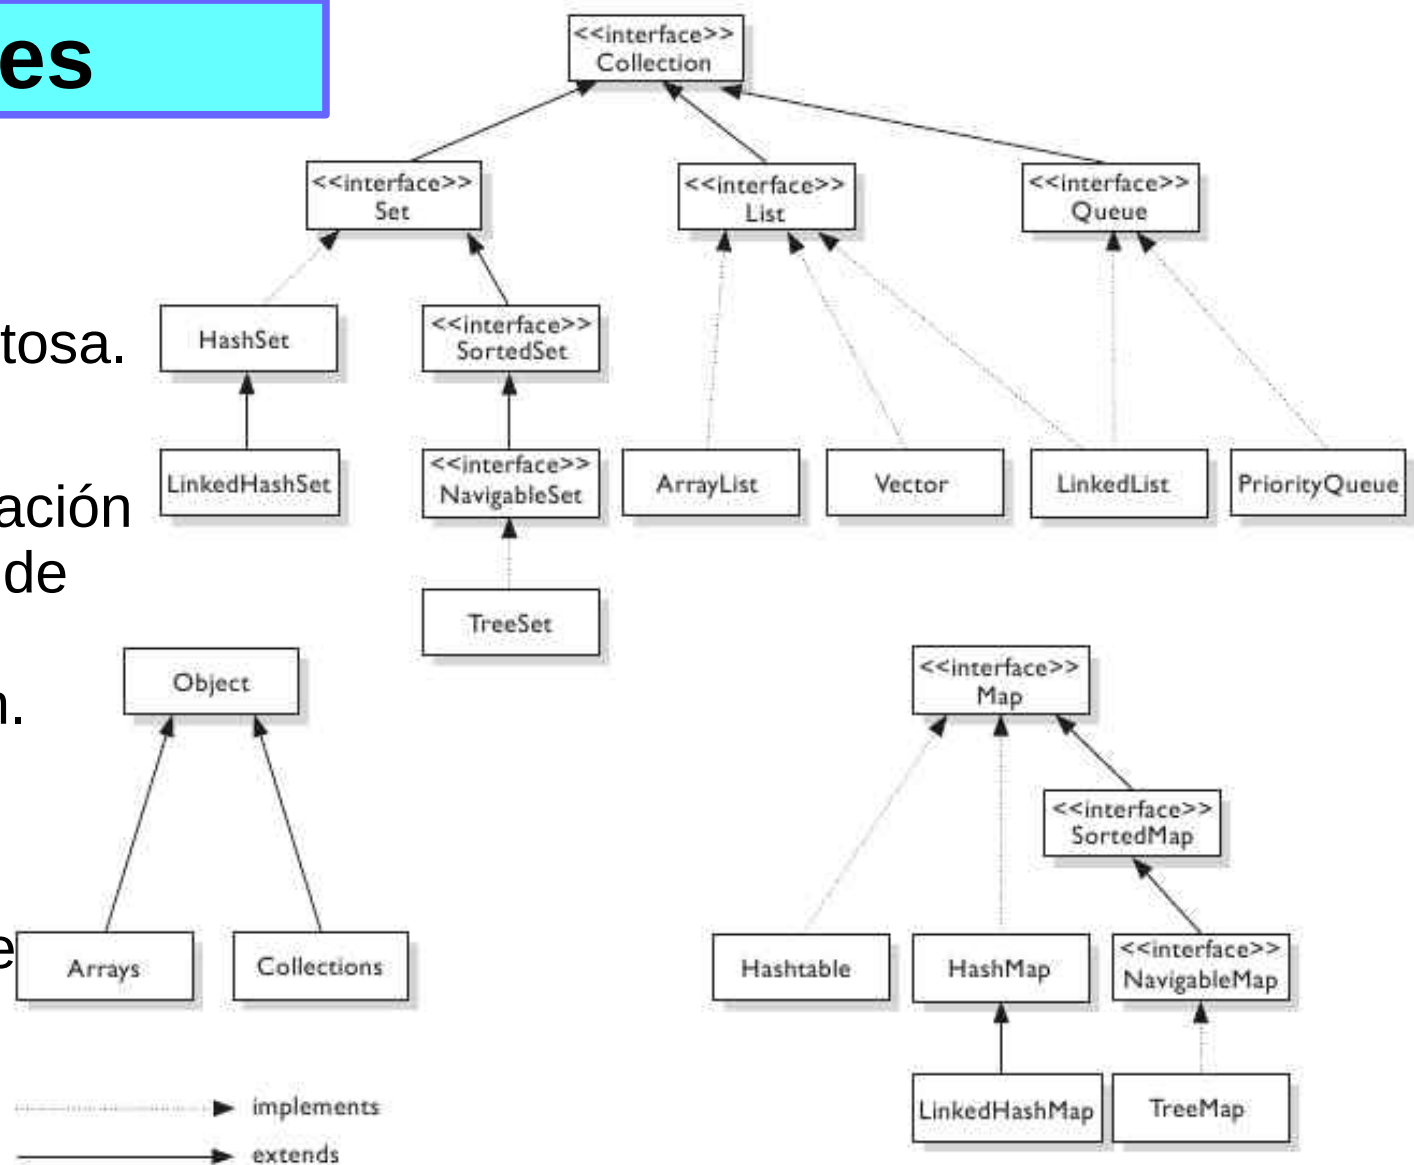 es
<<interface>>
Collection
<<interface>>
Set
<<interface>>
List
<<interface>>
Queue
tosa.
HashSet
<<interface>>
SortedSet
ación
de
LinkedHashSet
<<interface>>
NavigableSet
ArrayList
Vector
LinkedList
PriorityQueue
TreeSet
Object
<<interface>>
Map
<<interface>>
SortedMap
e
Arrays
Collections
Hashtable
HashMap
<<interface>>
NavigableMap
LinkedHashMap
TreeMap
implements
extends